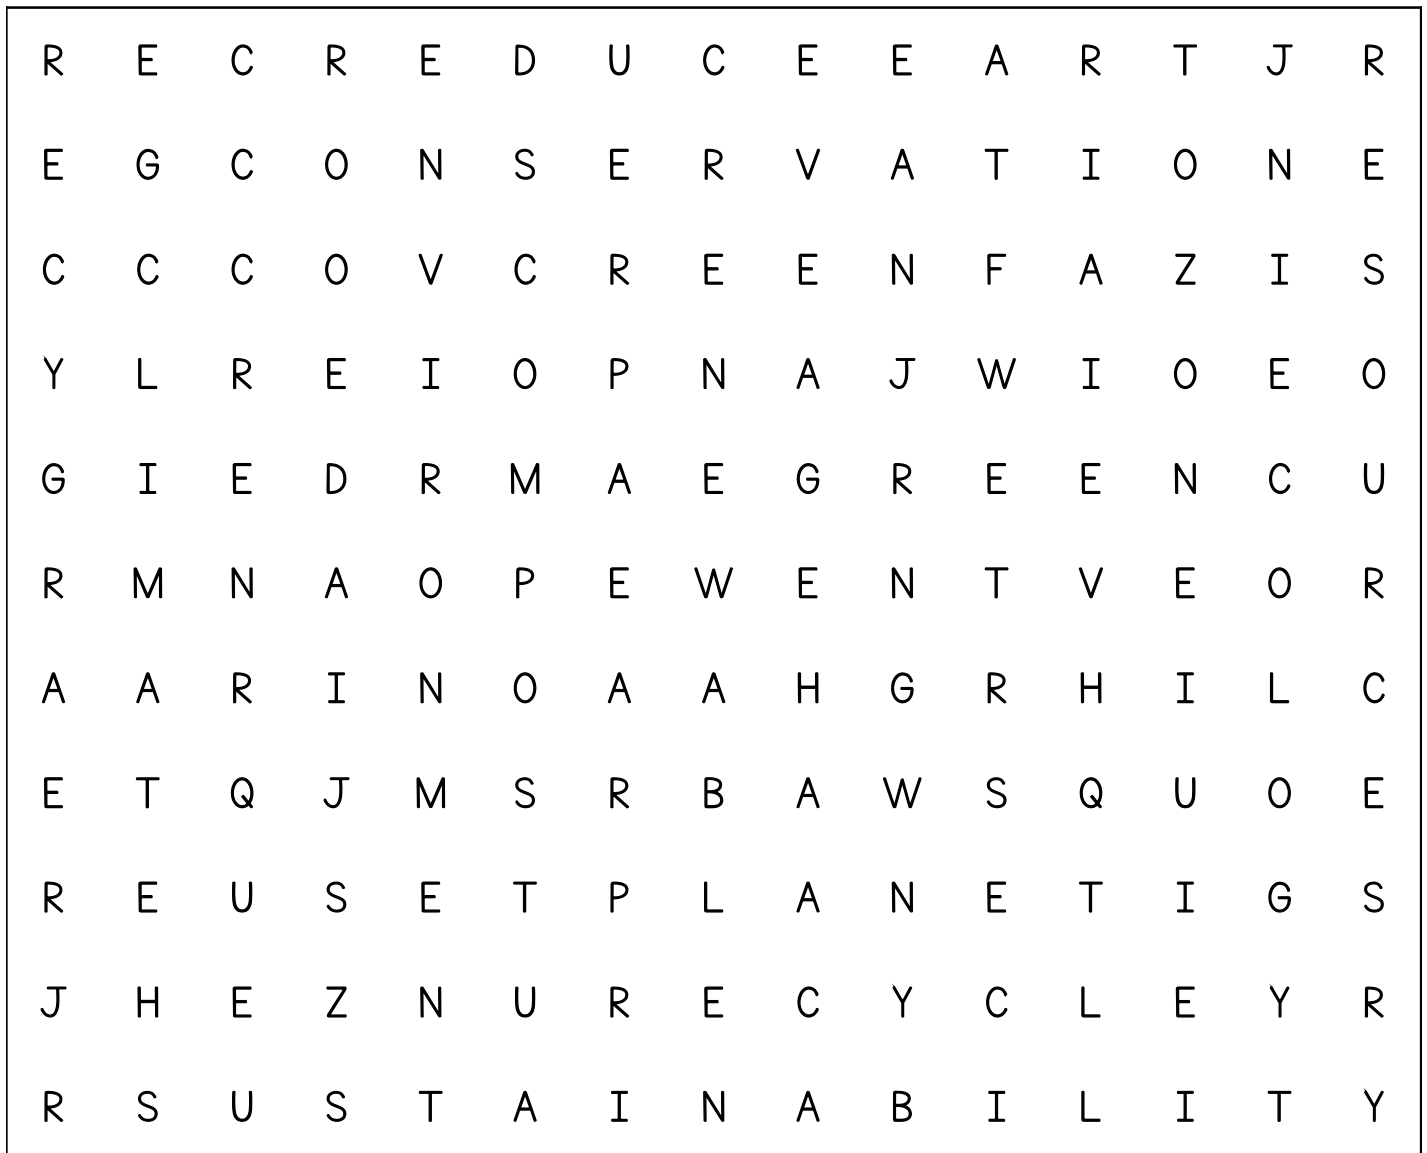 R E C R E D U C E E A R T J R
E G C O N S E R V A T I O N E
C C C O V C R E E N F A Z I S
Y L R E I O P N A J W I O E O
G I E D R M A E G R E E N C U
R M N A O P E W E N T V E O R
A A R I N O A A H G R H I L C
E T Q J M S R B A W S Q U O E
R E U S E T P L A N E T I G S
J H E Z N U R E C Y C L E Y R
R S U S T A I N A B I L I T Y